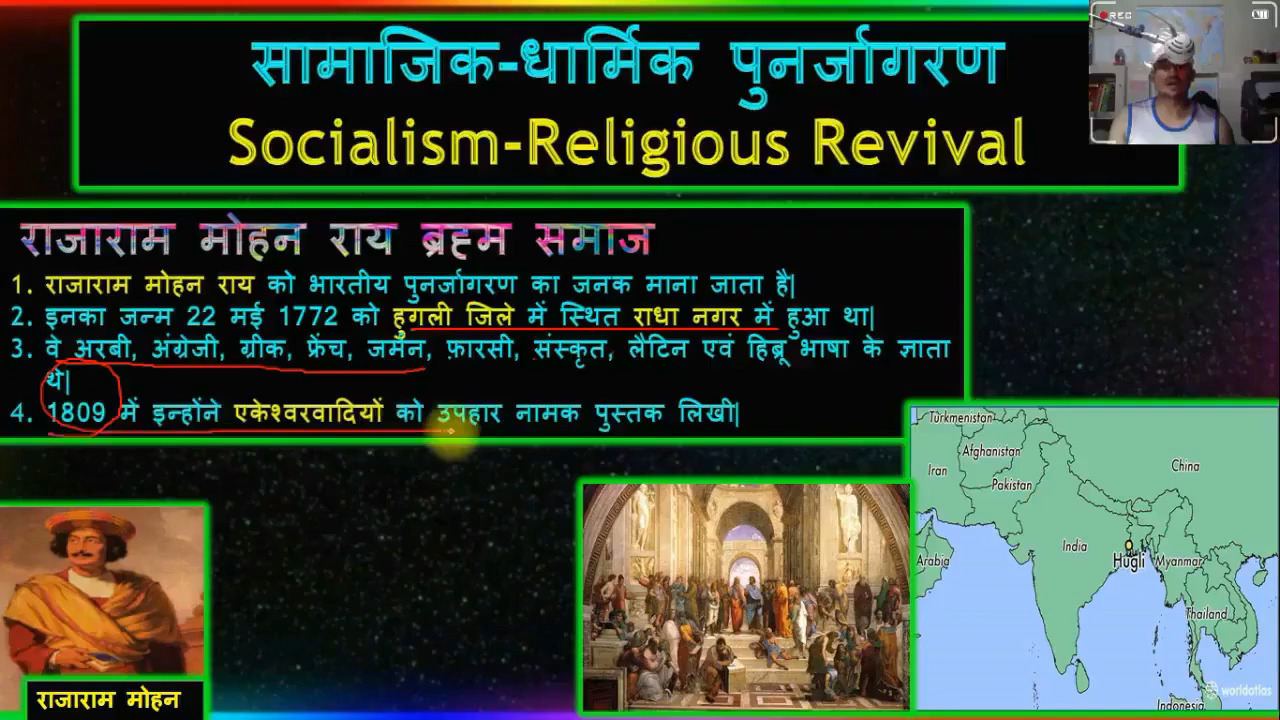 REC
सामाजिक-धार्मिक पुनर्जागरण
Socialism-Religious Revival
राजाराम मोहन राय ब्रह्म समाज
1. राजाराम मोहन राय को भारतीय पुनर्जागरण का जनक माना जाता है|
2. इनका जन्म 22 मई 1772 को हुगली जिले में स्थित राधा नगर में हुआ था|
3. वे अरबी, अंग्रेजी, ग्रीक, फ्रेंच, जर्मन, फ़ारसी, संस्कृत, लैटिन एवं हिब्रू भाषा के ज्ञाता
थे|
4. 1809 में इन्होंने एकेश्वरवादियों को उपहार नामक पुस्तक लिखी|
Turkmenistan
Afghanistan
Iran
China
Pakistan
India
Hugli
Myanmar
Arabia
Thailand
worldatlas
Indonesia
राजाराम मोहन